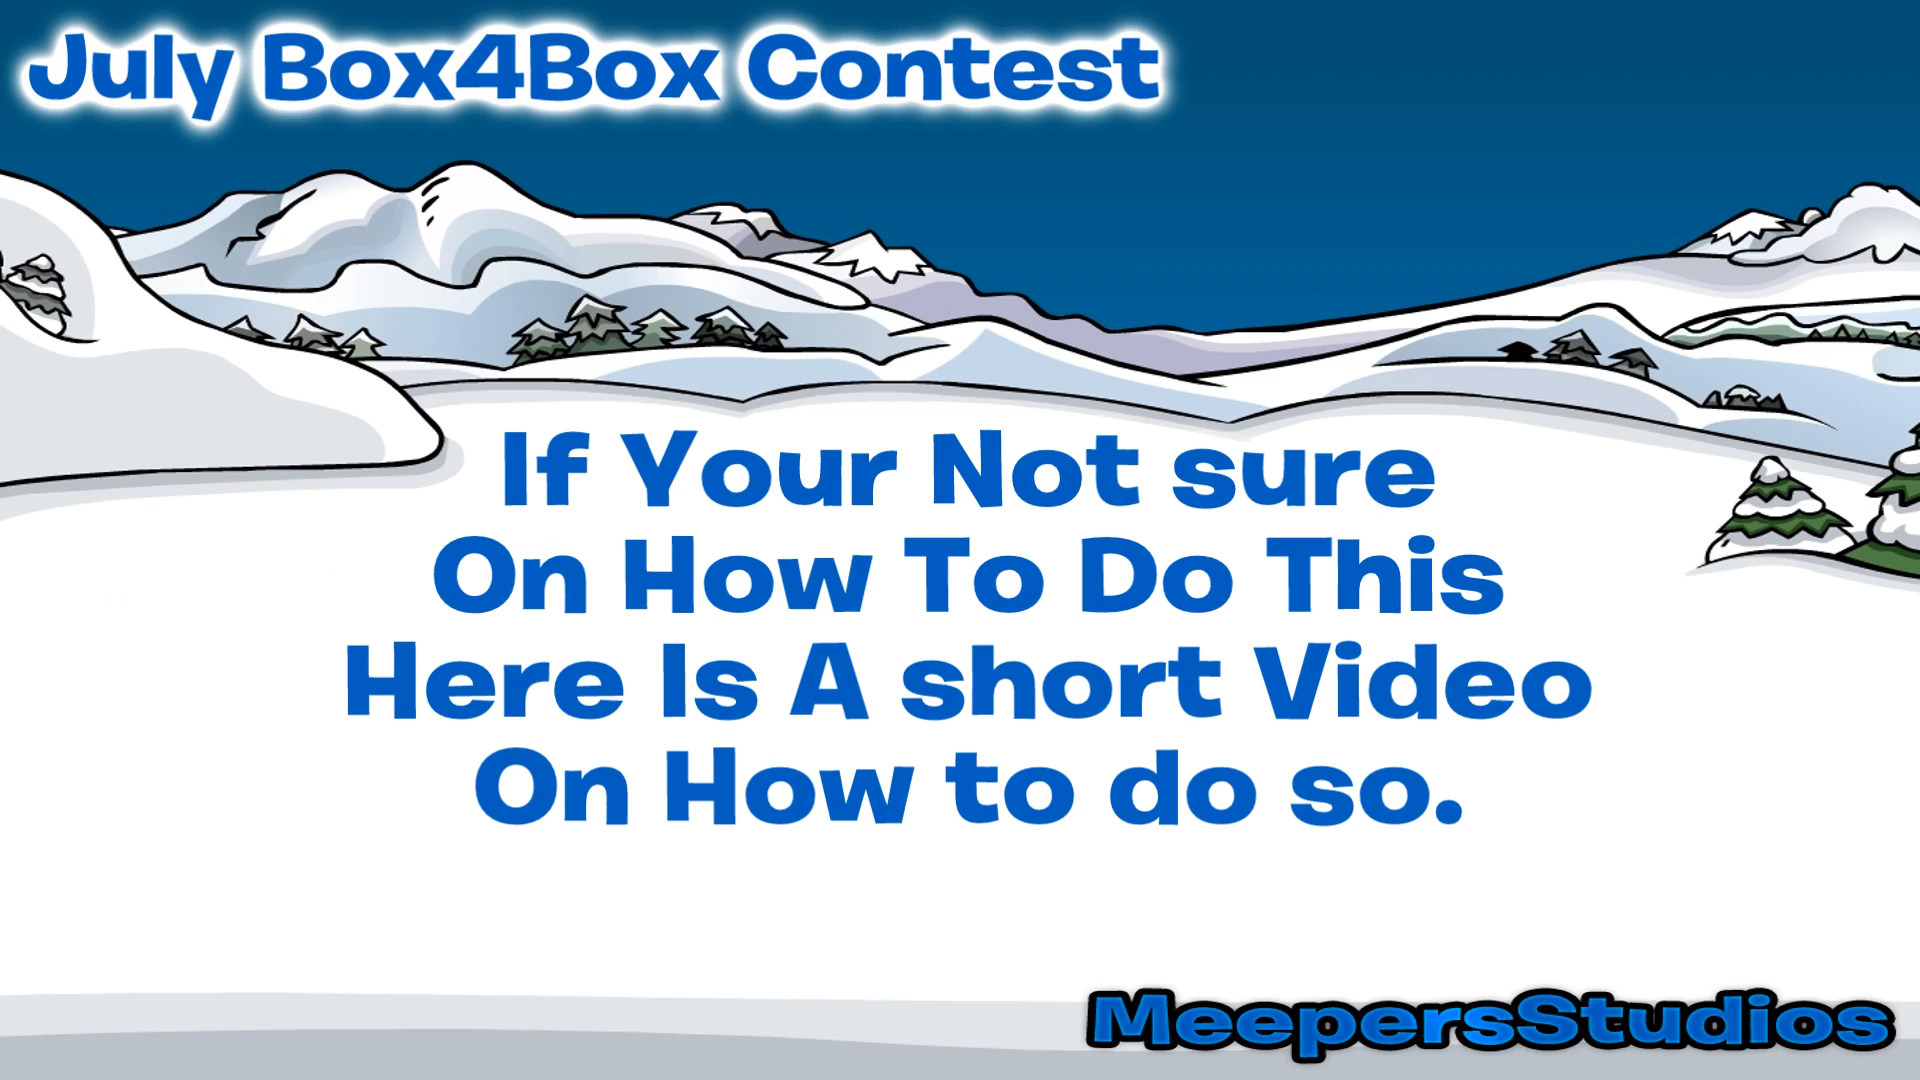 July Box4Box Contest
If Your Not sure
On How To Do This
Here Is A short Video
On How to do so.
MeepersStudios